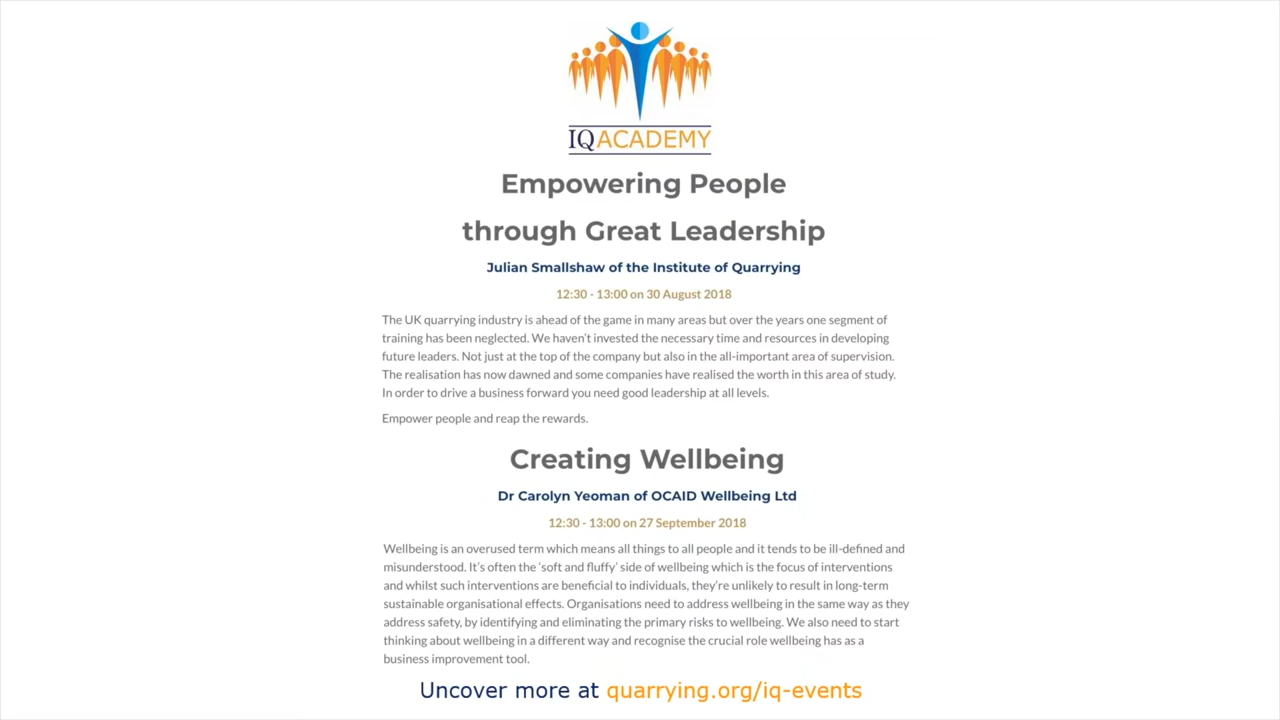 IQACADEMY
Empowering People
through Great Leadership
Julian Smallshaw of the Institute of Quarrying
12:30 - 13:00 on 30 August 2018
The UK quarrying industry is ahead of the game in many areas but over the years one segment of
training has been neglected. We haven’t invested the necessary time and resources in developing
future leaders. Not just at the top of the company but also in the all-important area of supervision.
The realisation has now dawned and some companies have realised the worth in this area of study.
In order to drive a business forward you need good leadership at all levels.
Empower people and reap the rewards.
Creating Wellbeing
Dr Carolyn Yeoman of OCAID Wellbeing Ltd
12:30 - 13:00 on 27 September 2018
Wellbeing is an overused term which means all things to all people and it tends to be ill-defined and
misunderstood. It’s often the ‘soft and fluffy’ side of wellbeing which is the focus of interventions
and whilst such interventions are beneficial to individuals, they’re unlikely to result in long-term
sustainable organisational effects. Organisations need to address wellbeing in the same way as they
address safety, by identifying and eliminating the primary risks to wellbeing. We also need to start
thinking about wellbeing in a different way and recognise the crucial role wellbeing has as a
business improvement tool.
Uncover more at quarrying.org/iq-events